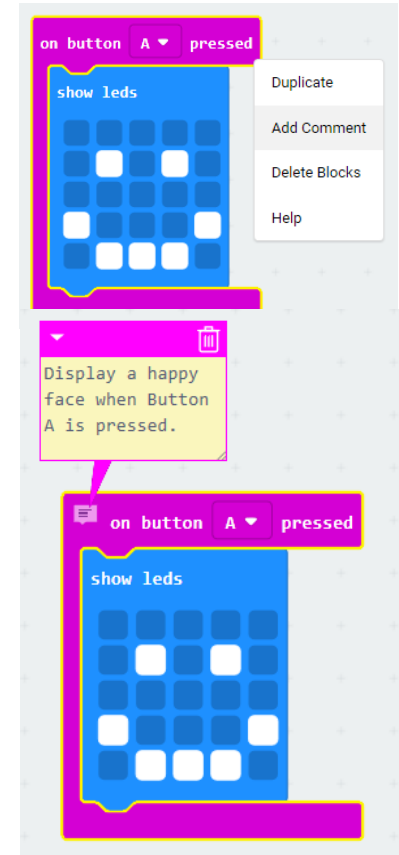 on button A pressed
show leds
Duplicate
Add Comment
Delete Blocks
Help
Display a happy
face when Button
A is pressed.
on button A pressed
show leds